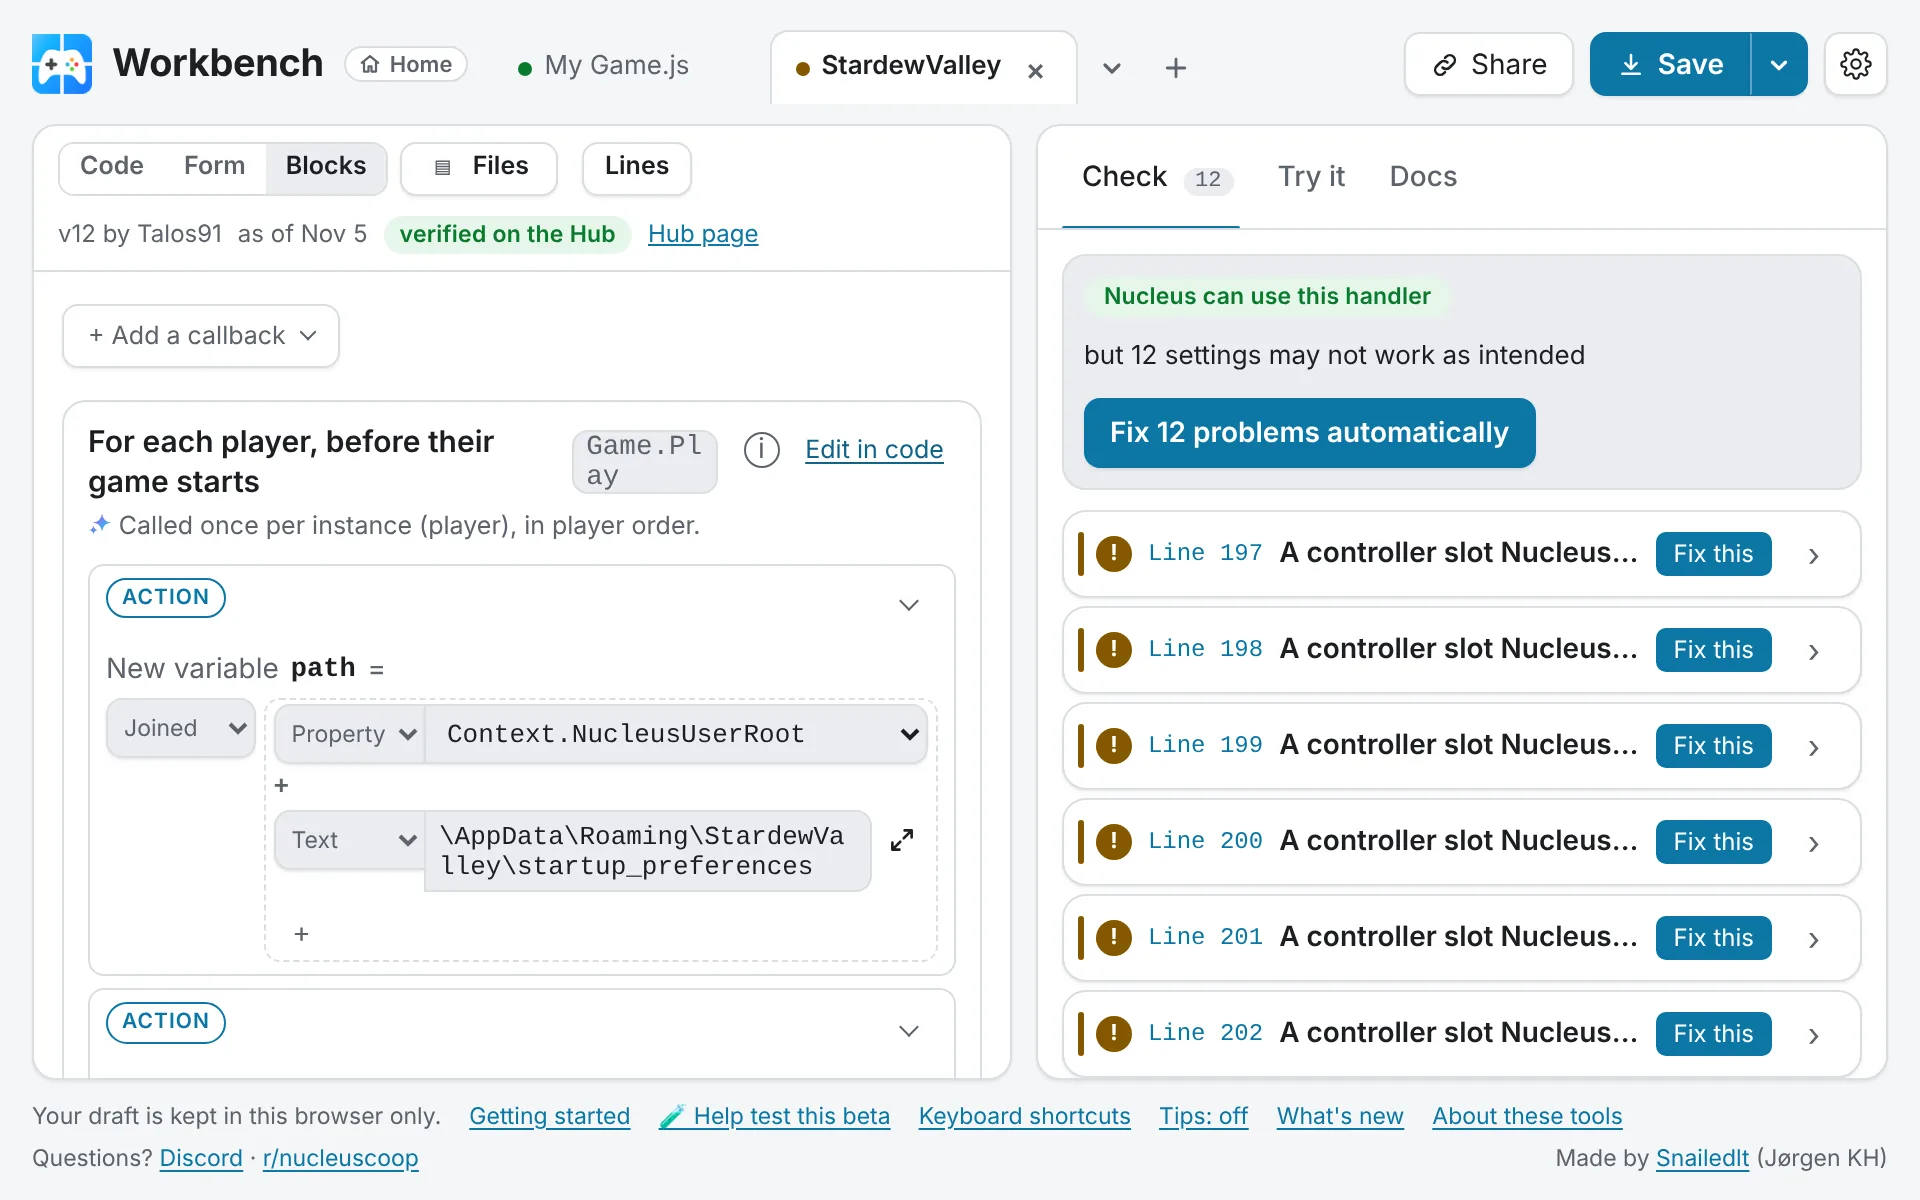 Workbench
Home
My Game.js
StardewValley
Share
Save
Code
Form
Blocks
Files
Lines
v12 by Talos91 as of Nov 5
verified on the Hub
Hub page
+ Add a callback
For each player, before their
game starts
Game.Pl
ay
Edit in code
Called once per instance (player), in player order.
ACTION
New variable path =
Joined
Property
Context.NucleusUserRoot
+
Text
\AppData\Roaming\StardewVa
lley\startup_preferences
+
ACTION
Check 12
Try it
Docs
Nucleus can use this handler
but 12 settings may not work as intended
Fix 12 problems automatically
Line 197 A controller slot Nucleus... Fix this
Line 198 A controller slot Nucleus... Fix this
Line 199 A controller slot Nucleus... Fix this
Line 200 A controller slot Nucleus... Fix this
Line 201 A controller slot Nucleus... Fix this
Line 202 A controller slot Nucleus... Fix this
Your draft is kept in this browser only. Getting started Help test this beta Keyboard shortcuts Tips: off What's new About these tools
Questions? Discord · r/nucleuscoop
Made by SnailedIt (Jørgen KH)